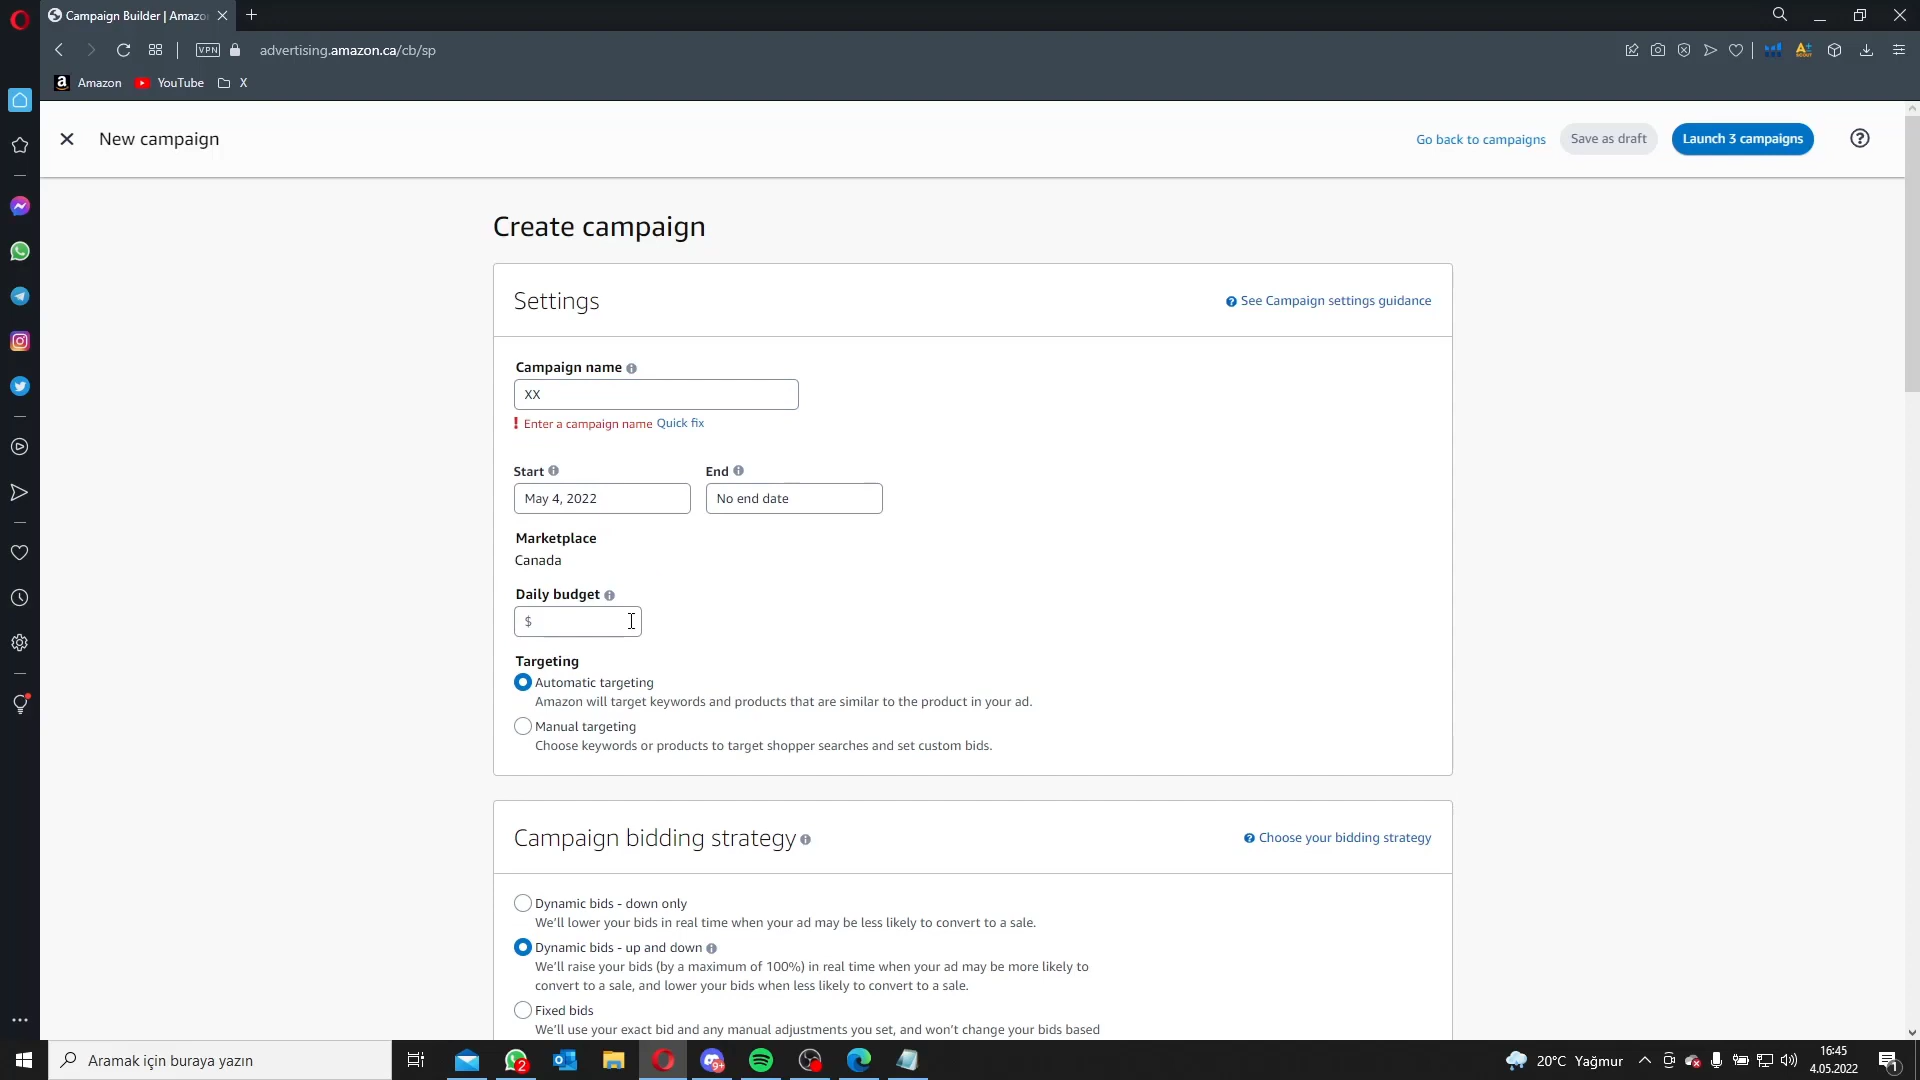 Campaign Builder | Amazo
VPN
advertising.amazon.ca/cb/sp
Amazon
YouTube
X
New campaign
Go back to campaigns
Save as draft
Launch 3 campaigns
Create campaign
Settings
See Campaign settings guidance
Campaign name
XX
Enter a campaign name Quick fix
Start
End
May 4, 2022
No end date
Marketplace
Canada
Daily budget
$
Targeting
Automatic targeting
Amazon will target keywords and products that are similar to the product in your ad.
Manual targeting
Choose keywords or products to target shopper searches and set custom bids.
Campaign bidding strategy
Choose your bidding strategy
Dynamic bids - down only
We'll lower your bids in real time when your ad may be less likely to convert to a sale.
Dynamic bids - up and down
We'll raise your bids (by a maximum of 100%) in real time when your ad may be more likely to
convert to a sale, and lower your bids when less likely to convert to a sale.
Fixed bids
We'll use your exact bid and any manual adjustments you set, and won't change your bids based
Aramak için buraya yazın
2
9+
20°C Yağmur
16:45
4.05.2022
1